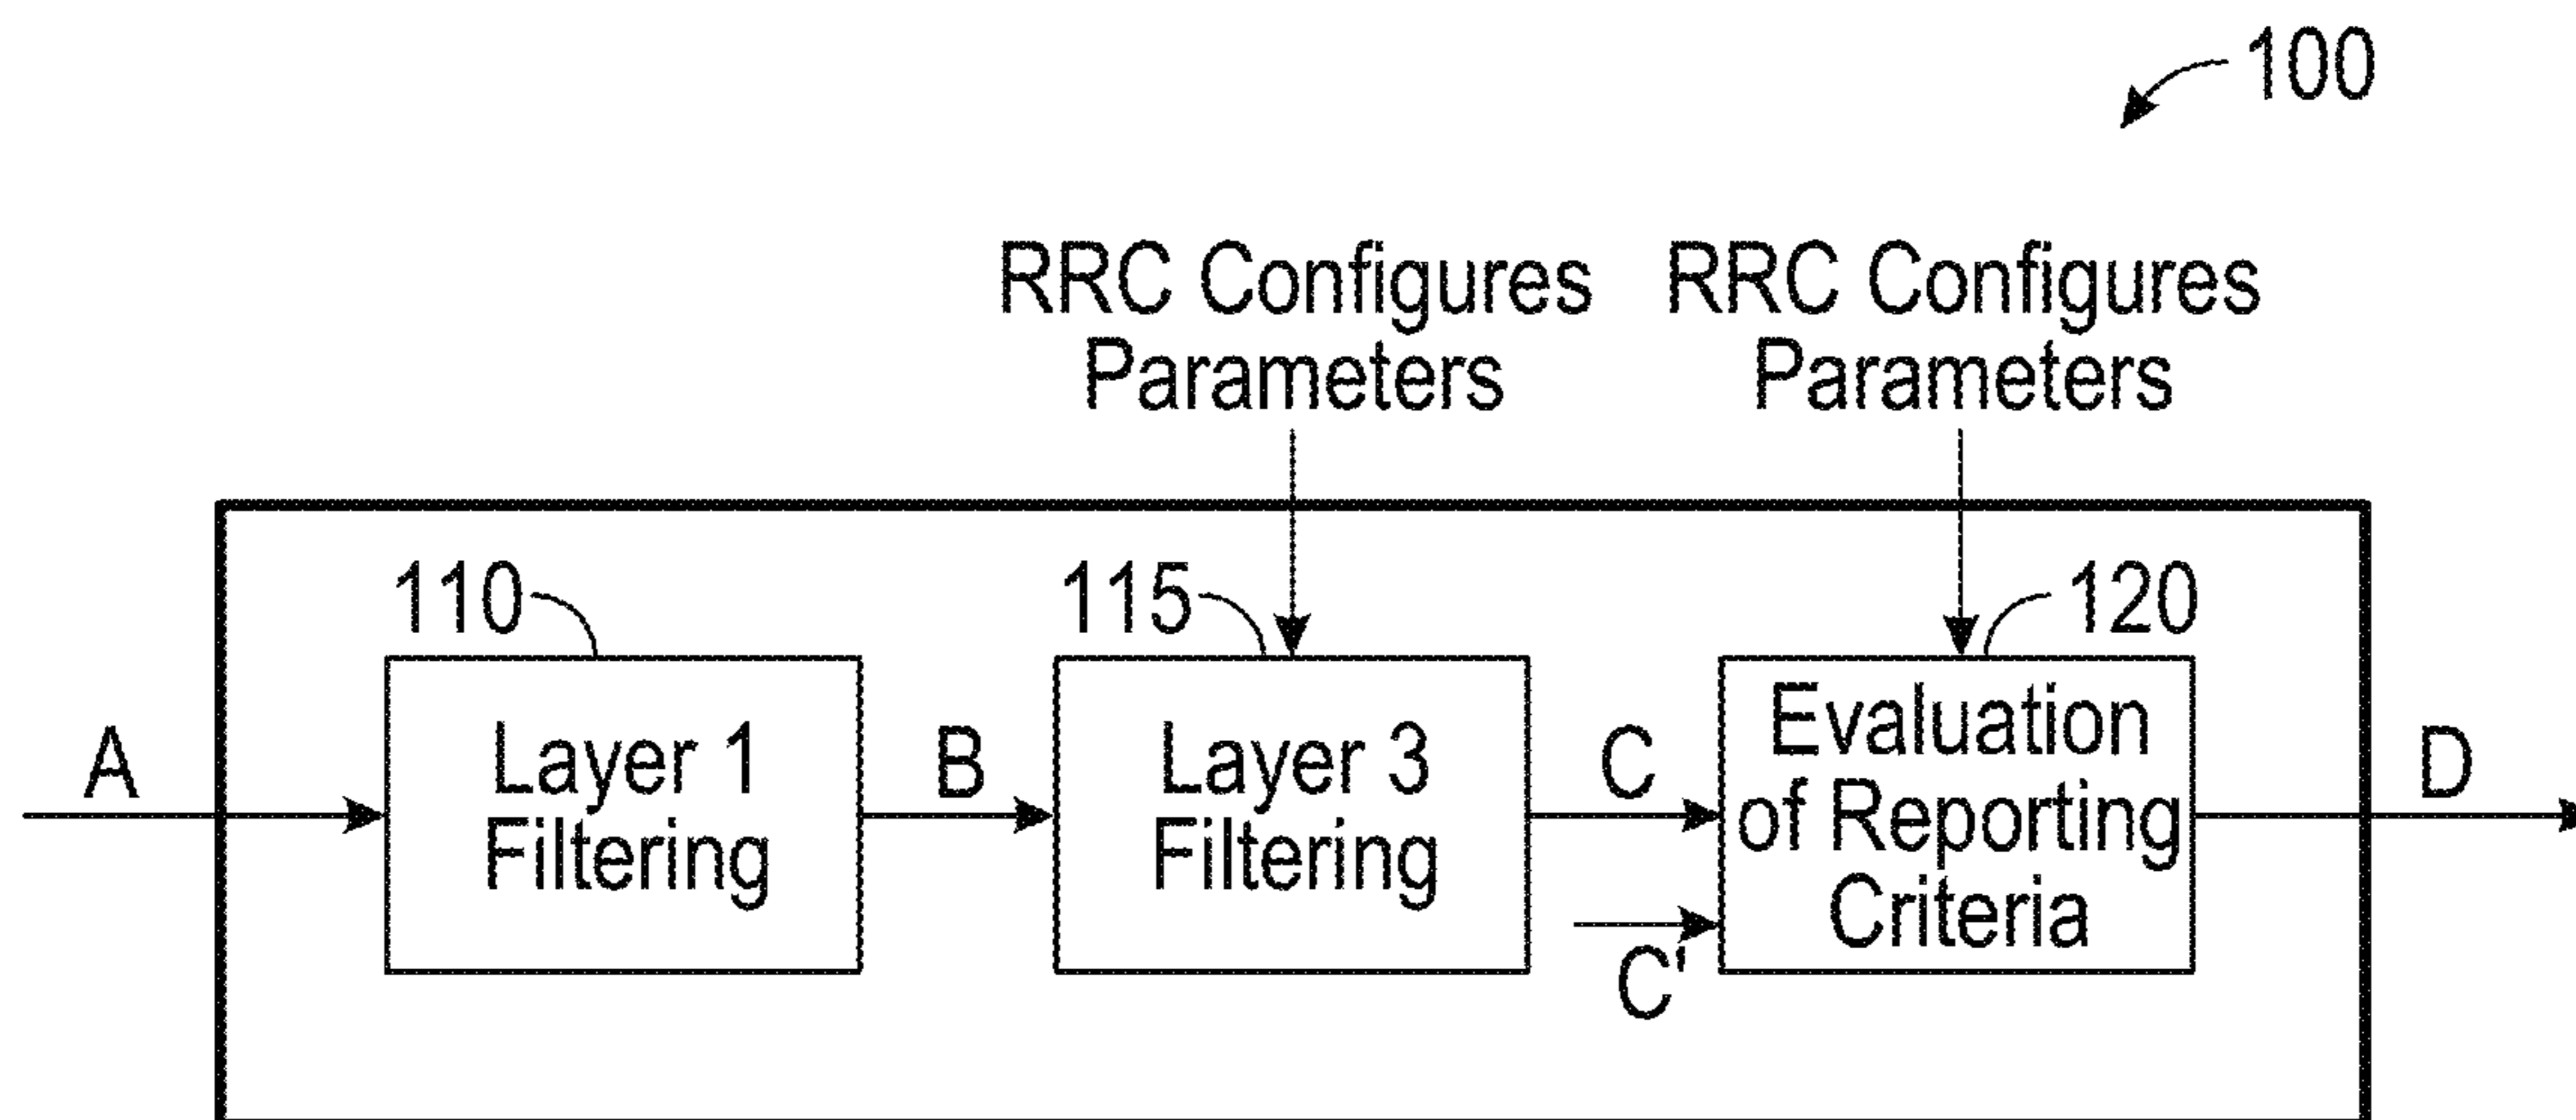 100
RRC Configures
Parameters
RRC Configures
Parameters
110
115
120
A
Layer 1
Filtering
B
Layer 3
Filtering
C
C'
Evaluation
of Reporting
Criteria
D